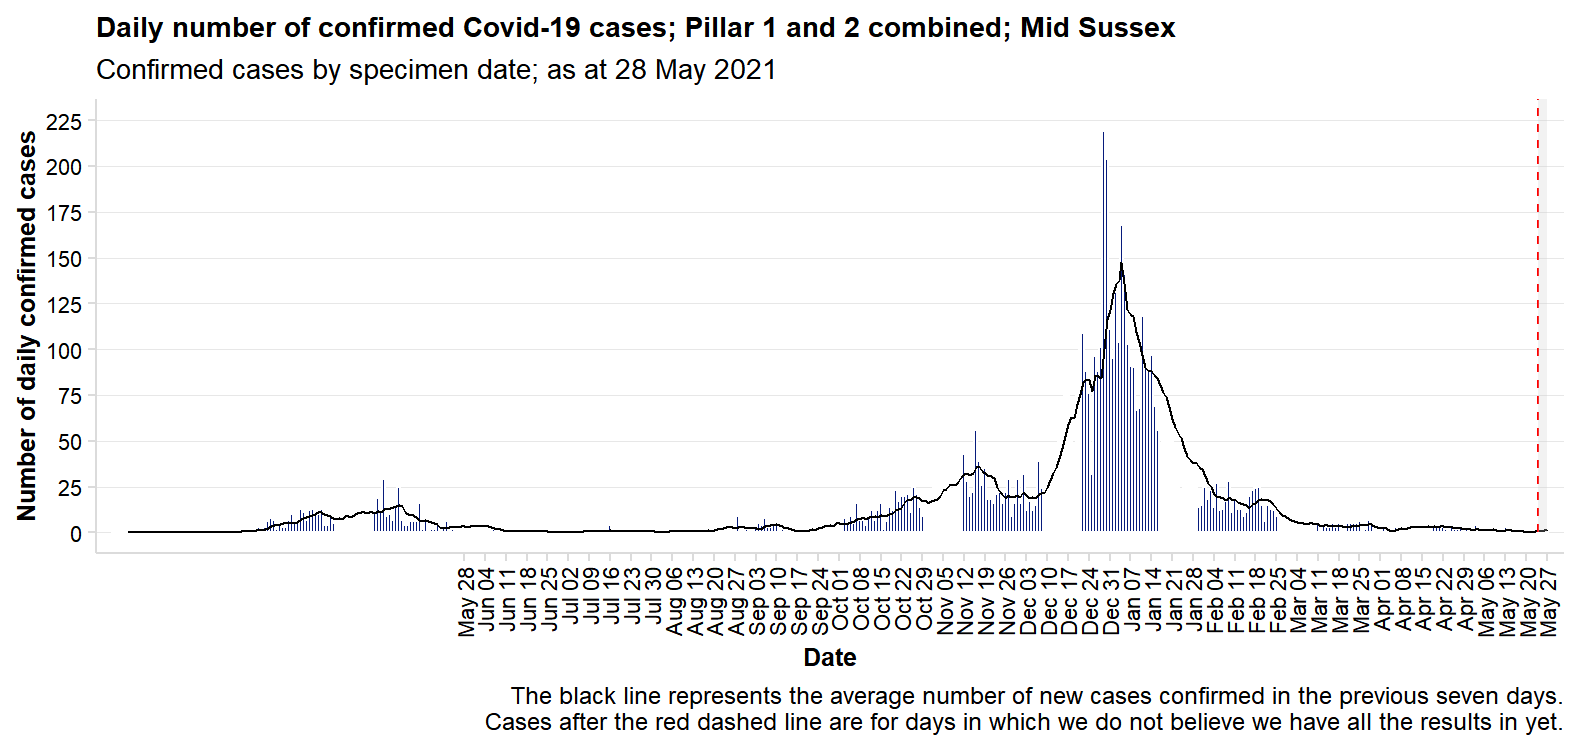 Daily number of confirmed Covid-19 cases; Pillar 1 and 2 combined; Mid Sussex
Confirmed cases by specimen date; as at 28 May 2021
Number of daily confirmed cases
225
200
175
150
125
100
75
50
25
0
May 28
Jun 04
Jun 11
Jun 18
Jun 25
Jul 02
Jul 09
Jul 16
Jul 23
Jul 30
Aug 06
Aug 13
Aug 20
Aug 27
Sep 03
Sep 10
Sep 17
Sep 24
Oct 01
Oct 08
Oct 15
Oct 22
Oct 29
Nov 05
Nov 12
Nov 19
Nov 26
Dec 03
Dec 10
Dec 17
Dec 24
Dec 31
Jan 07
Jan 14
Jan 21
Jan 28
Feb 04
Feb 11
Feb 18
Feb 25
Mar 04
Mar 11
Mar 18
Mar 25
Apr 01
Apr 08
Apr 15
Apr 22
Apr 29
May 06
May 13
May 20
May 27
Date
The black line represents the average number of new cases confirmed in the previous seven days.
Cases after the red dashed line are for days in which we do not believe we have all the results in yet.